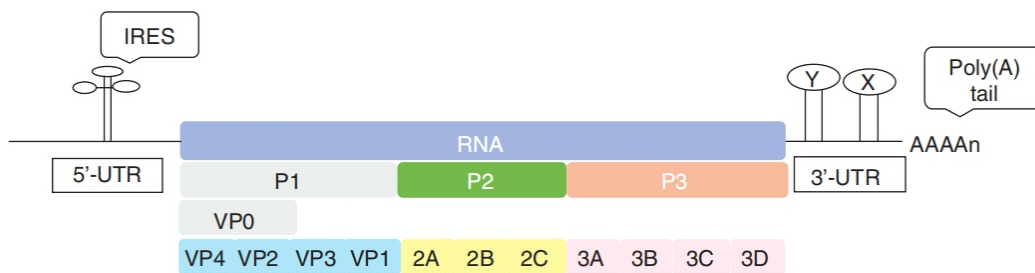 IRES
Y X
Poly(A)
tail
RNA
AAAAn
5’-UTR
P1 P2 P3
3’-UTR
VP0
VP4 VP2 VP3 VP1 2A 2B 2C 3A 3B 3C 3D